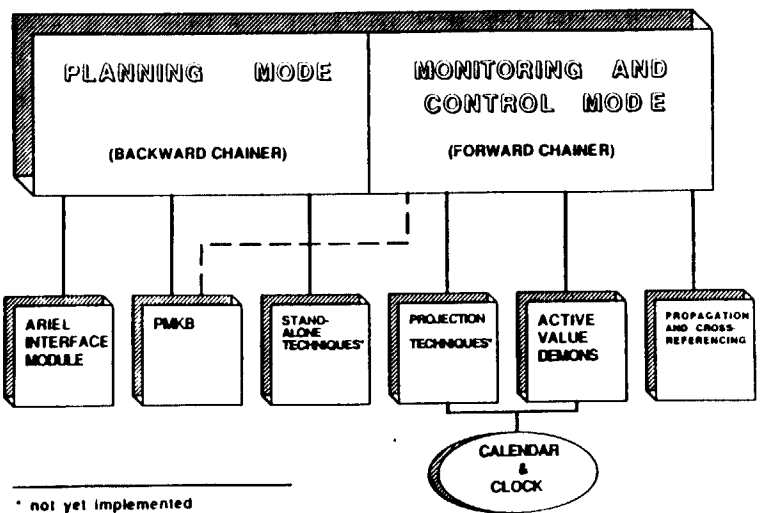 PLANNING MODE
(BACKWARD CHAINER)
MONITORING AND
CONTROL MODE
(FORWARD CHAINER)
ARIEL
INTERFACE
MODULE
PMKB
STAND-
ALONE
TECHNIQUES*
PROJECTION
TECHNIQUES*
ACTIVE
VALUE
DEMONS
PROPAGATION
AND CROSS-
REFERENCING
CALENDAR
&
CLOCK
* not yet implemented